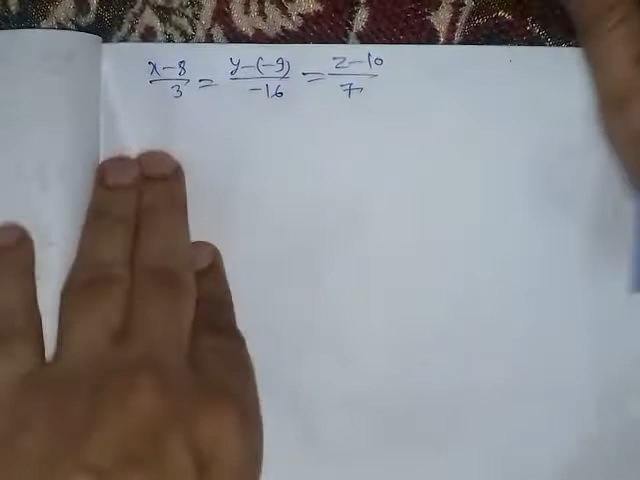 x-8/3 = y-(-9)/-16 = z-10/7